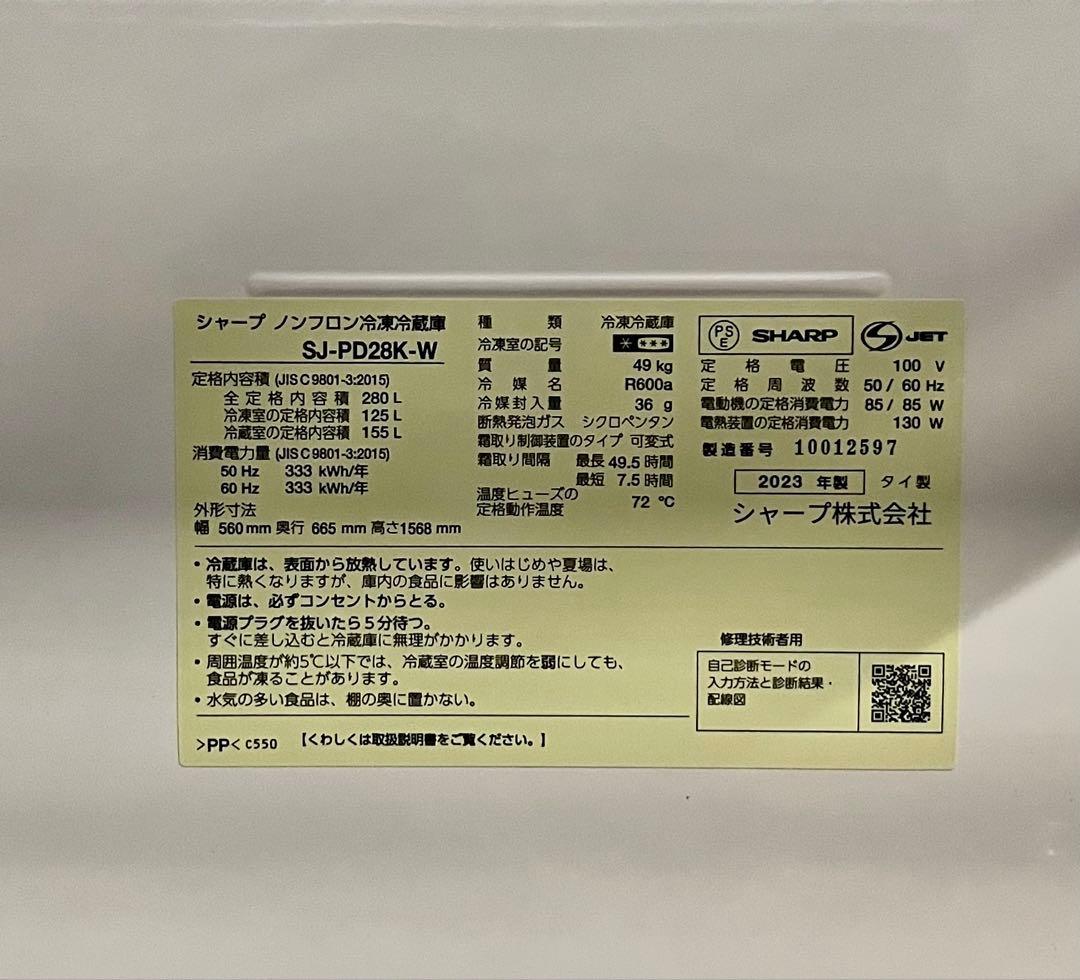 シャープ ノンフロン冷凍冷蔵庫
SJ-PD28K-W
定格内容積 (JIS C 9801-3:2015)
全定格内容積 280 L
冷凍室の定格内容積 125 L
冷蔵室の定格内容積 155 L
消費電力量 (JIS C 9801-3:2015)
50 Hz 333 kWh/年
60 Hz 333 kWh/年
外形寸法
幅 560 mm 奥行 665 mm 高さ1568 mm
種類 冷凍冷蔵庫
冷凍室の記号 * ***
質量 49 kg
冷媒名 R600a
冷媒封入量 36 g
断熱発泡ガス シクロペンタン
霜取り制御装置のタイプ 可変式
霜取り間隔 最長 49.5 時間
最短 7.5 時間
温度ヒューズの
定格動作温度 72 ℃
PS
E SHARP JET
定格電圧 100 V
定格周波数 50 / 60 Hz
電動機の定格消費電力 85 / 85 W
電熱装置の定格消費電力 130 W
製造番号 10012597
2023 年製 タイ製
シャープ株式会社
・冷蔵庫は、表面から放熱しています。使いはじめや夏場は、
特に熱くなりますが、庫内の食品に影響はありません。
・電源は、必ずコンセントからとる。
・電源プラグを抜いたら5分待つ。
すぐに差し込むと冷蔵庫に無理がかかります。
・周囲温度が約5℃以下では、冷蔵室の温度調節を弱にしても、
食品が凍ることがあります。
・水気の多い食品は、棚の奥に置かない。
>PP< C550 【くわしくは取扱説明書をご覧ください。】
修理技術者用
自己診断モードの
入力方法と診断結果・
配線図